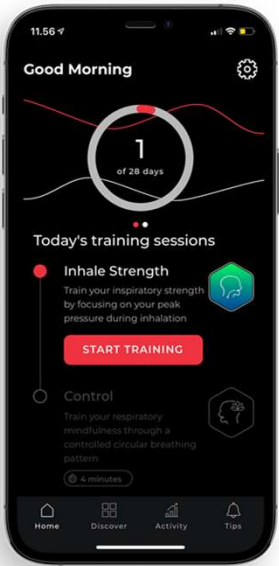 11.56
Good Morning
1
of 28 days
Today's training sessions
Inhale Strength
Train your inspiratory strength
by focusing on your peak
pressure during inhalation
START TRAINING
Control
Train your respiratory
mindfulness through a
controlled circular breathing
pattern
4 minutes
Home
Discover
Activity
Tips